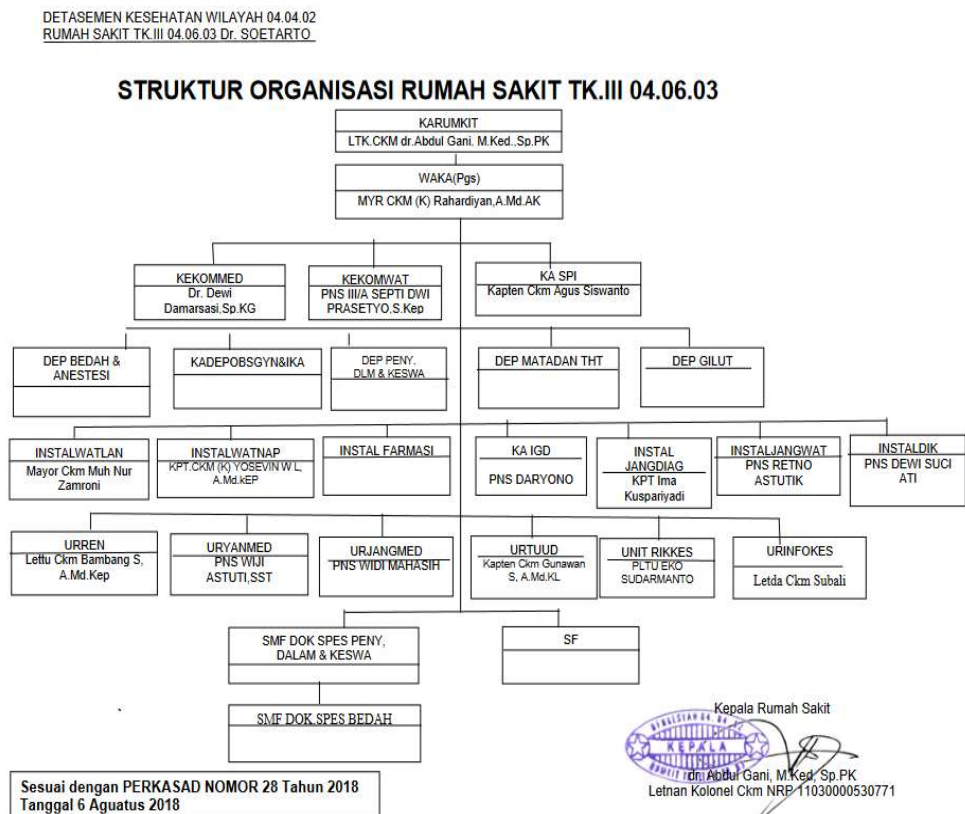 DETASEMEN KESEHATAN WILAYAH 04.04.02
RUMAH SAKIT TK.III 04.06.03 Dr. SOETARTO
STRUKTUR ORGANISASI RUMAH SAKIT TK.III 04.06.03
KARUMKIT
LTK.CKM dr.Abdul Gani. M.Ked.,Sp.PK
WAKA(Pgs)
MYR CKM (K) Rahardiyan,A.Md.AK
KEKOMMED
Dr. Dewi
Damarsasi,Sp.KG
KEKOMWAT
PNS III/A SEPTI DWI
PRASETYO,S.Kep
KA SPI
Kapten Ckm Agus Siswanto
DEP BEDAH &
ANESTESI
KADEPOBSGYN&IKA
DEP PENY.
DLM & KESWA
DEP MATADAN THT
DEP GILUT
INSTALWATLAN
Mayor Ckm Muh Nur
Zamroni
INSTALWATNAP
KPT.CKM (K) YOSEVIN W L,
A.Md.kEP
INSTAL FARMASI
KA IGD
PNS DARYONO
INSTAL
JANGDIAG
KPT Ima
Kuspariyadi
INSTALJANGWAT
PNS RETNO
ASTUTIK
INSTALDIK
PNS DEWI SUCI
ATI
URREN
Lettu Ckm Bambang S,
A.Md.Kep
URYANMED
PNS WIJI
ASTUTI,SST
URJANGMED
PNS WIDI MAHASIH
URTUUD
Kapten Ckm Gunawan
S, A.Md.KL
UNIT RIKKES
PLTU EKO
SUDARMANTO
URINFOKES
Letda Ckm Subali
SMF DOK SPES PENY,
DALAM & KESWA
SF
SMF DOK.SPES BEDAH
Kepala Rumah Sakit
KEPALA
dr. Abdul Gani, M.Ked, Sp.PK
Letnan Kolonel Ckm NRP 11030000530771
Sesuai dengan PERKASAD NOMOR 28 Tahun 2018
Tanggal 6 Aguatus 2018